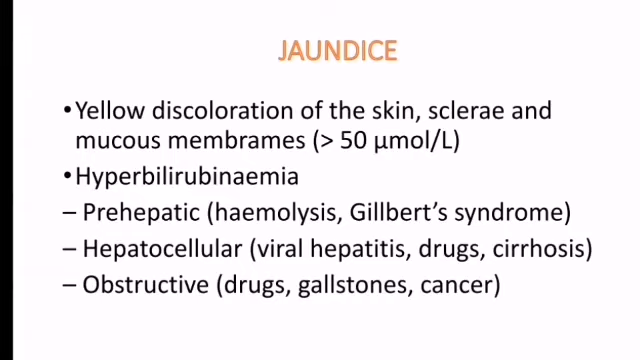 JAUNDICE
•Yellow discoloration of the skin, sclerae and
mucous membrames (> 50 µmol/L)
•Hyperbilirubinaemia
– Prehepatic (haemolysis, Gillbert's syndrome)
– Hepatocellular (viral hepatitis, drugs, cirrhosis)
– Obstructive (drugs, gallstones, cancer)